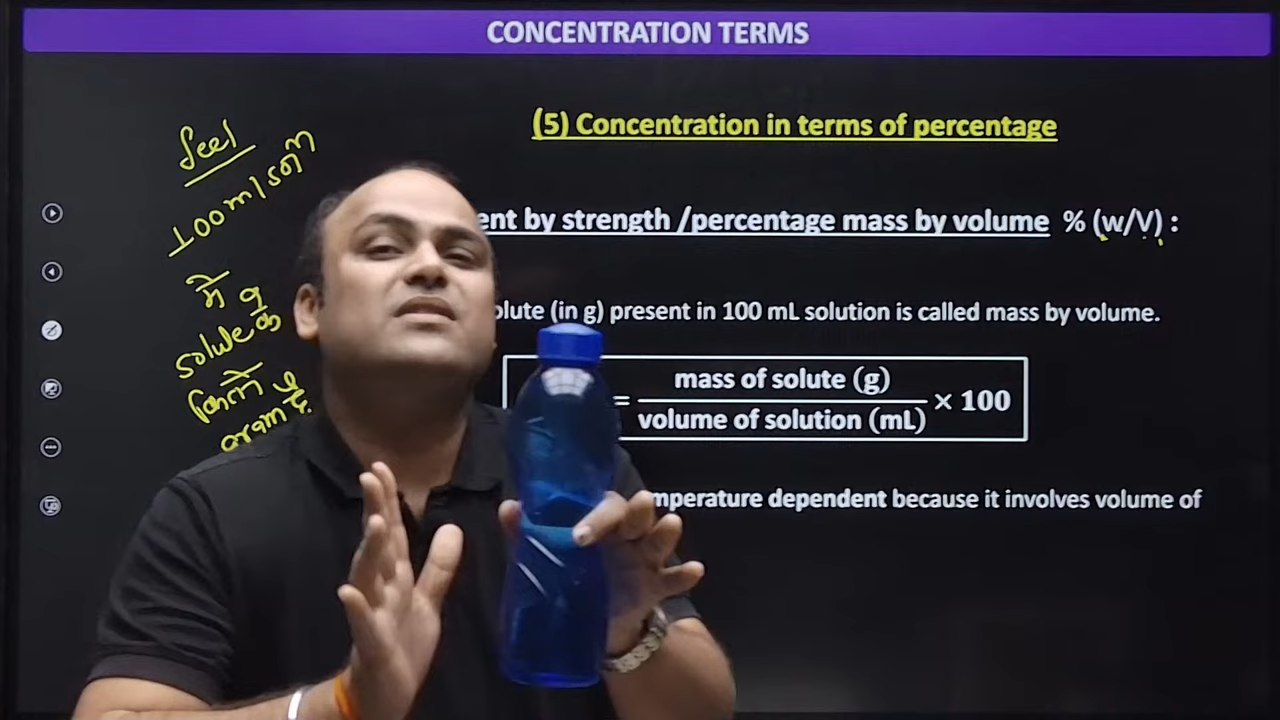 CONCENTRATION TERMS
(5) Concentration in terms of percentage
ent by strength /percentage mass by volume % (w/V) :
olute (in g) present in 100 mL solution is called mass by volume.
= mass of solute (g)
volume of solution (mL)
× 100
mperature dependent because it involves volume of
feel
100 ml son
में
solute के
कितने
gram हैं